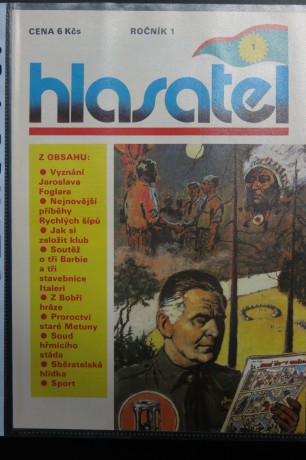 CENA 6 Kčs ROČNÍK 1
1
hlasatel
Z OBSAHU:
● Vyznání
Jaroslava
Foglara
● Nejnovější
příběhy
Rychlých šípů
● Jak si
založit klub
● Soutěž
o tři Barbie
a tři
stavebnice
Italeri
● Z Bobří
hráze
● Proroctví
staré Metuny
● Soud
hřmícího
stáda
● Sběratelská
hlídka
● Sport